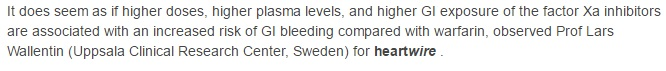 It does seem as if higher doses, higher plasma levels, and higher GI exposure of the factor Xa inhibitors
are associated with an increased risk of GI bleeding compared with warfarin, observed Prof Lars
Wallentin (Uppsala Clinical Research Center, Sweden) for heartwire .